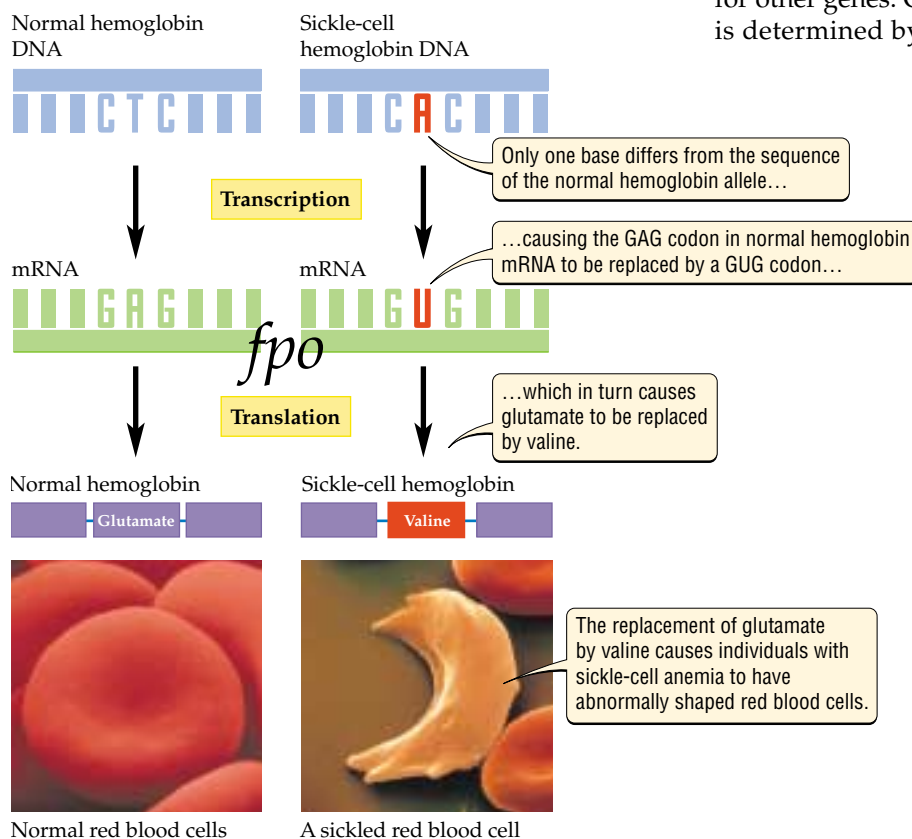 for other genes. C
is determined by
Normal hemoglobin
DNA
Sickle-cell
hemoglobin DNA
C T C
C A C
Only one base differs from the sequence
of the normal hemoglobin allele…
Transcription
…causing the GAG codon in normal hemoglobin
mRNA to be replaced by a GUG codon…
mRNA
mRNA
G A G
G U G
fpo
…which in turn causes
glutamate to be replaced
by valine.
Translation
Normal hemoglobin
Sickle-cell hemoglobin
Glutamate
Valine
The replacement of glutamate
by valine causes individuals with
sickle-cell anemia to have
abnormally shaped red blood cells.
Normal red blood cells
A sickled red blood cell